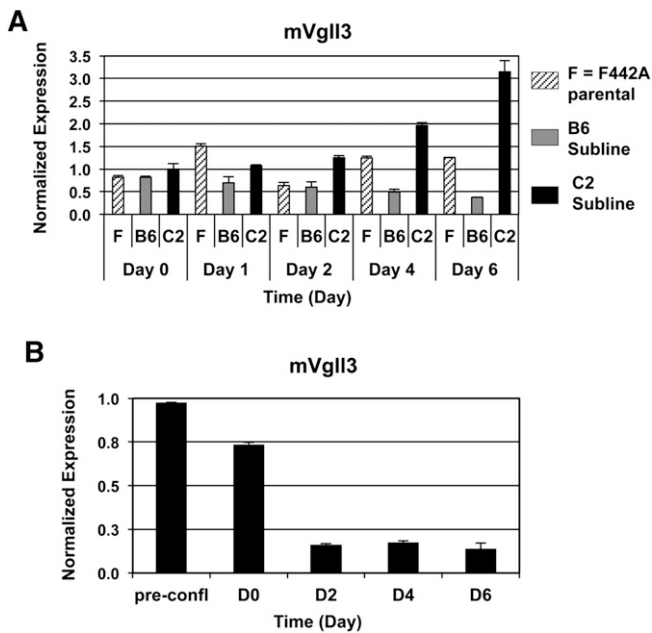 A
mVgll3
Normalized Expression
3.5
3.0
2.5
2.0
1.5
1.0
0.5
0.0
F B6 C2 F B6 C2 F B6 C2 F B6 C2 F B6 C2
Day 0 Day 1 Day 2 Day 4 Day 6
Time (Day)
F = F442A
parental
B6
Subline
C2
Subline
B
mVgll3
Normalized Expression
1.0
0.8
0.5
0.3
0.0
pre-confl D0 D2 D4 D6
Time (Day)